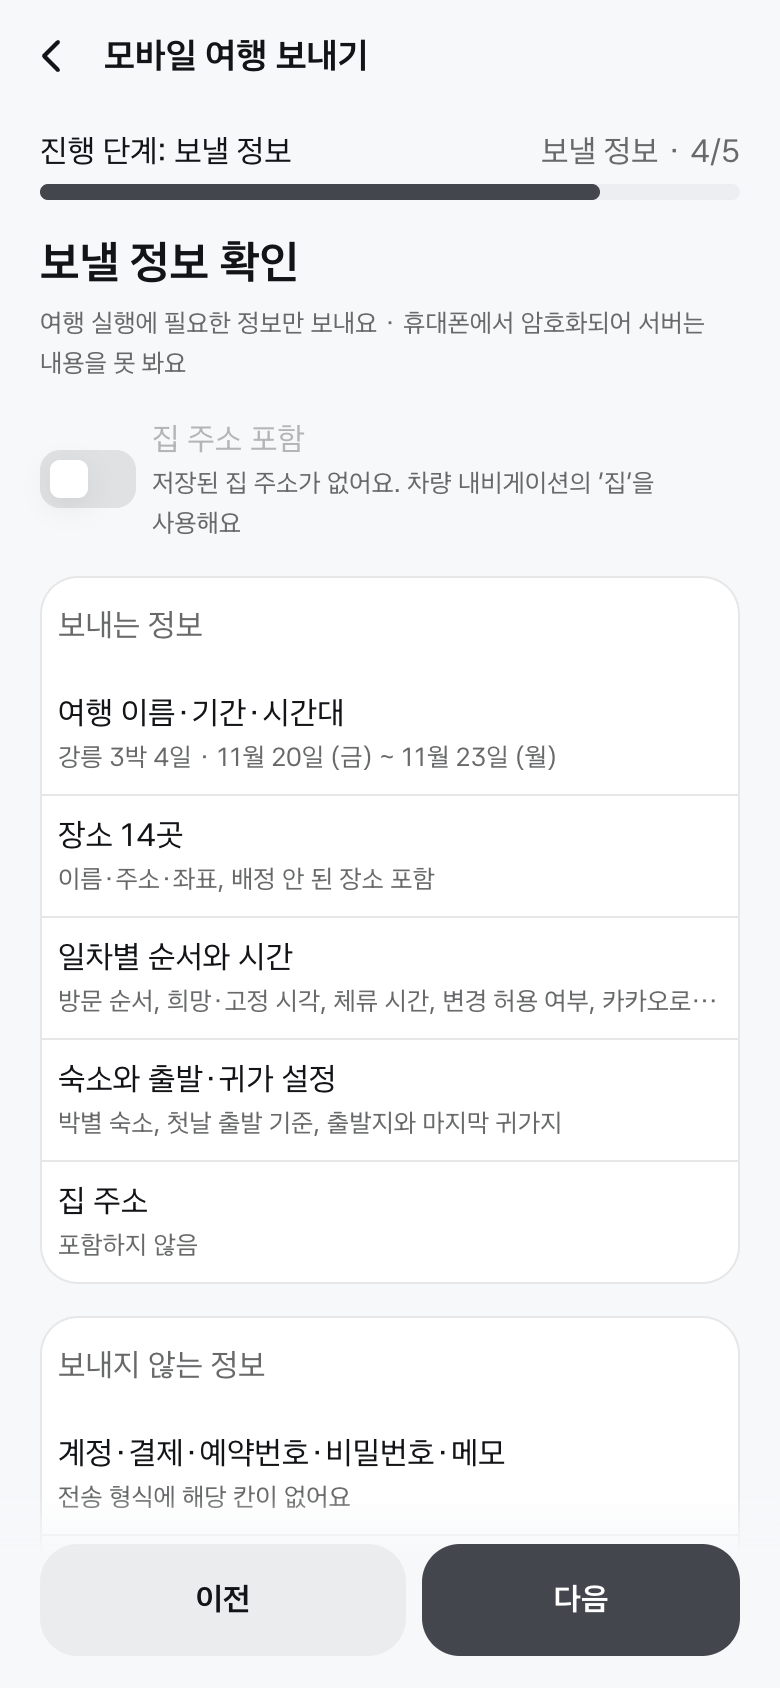 모바일 여행 보내기
진행 단계: 보낼 정보
보낼 정보 · 4/5
보낼 정보 확인
여행 실행에 필요한 정보만 보내요 · 휴대폰에서 암호화되어 서버는
내용을 못 봐요
집 주소 포함
저장된 집 주소가 없어요. 차량 내비게이션의 ‘집’을
사용해요
보내는 정보
여행 이름·기간·시간대
강릉 3박 4일 · 11월 20일 (금) ~ 11월 23일 (월)
장소 14곳
이름·주소·좌표, 배정 안 된 장소 포함
일차별 순서와 시간
방문 순서, 희망·고정 시각, 체류 시간, 변경 허용 여부, 카카오로…
숙소와 출발·귀가 설정
박별 숙소, 첫날 출발 기준, 출발지와 마지막 귀가지
집 주소
포함하지 않음
보내지 않는 정보
계정·결제·예약번호·비밀번호·메모
전송 형식에 해당 칸이 없어요
이전
다음